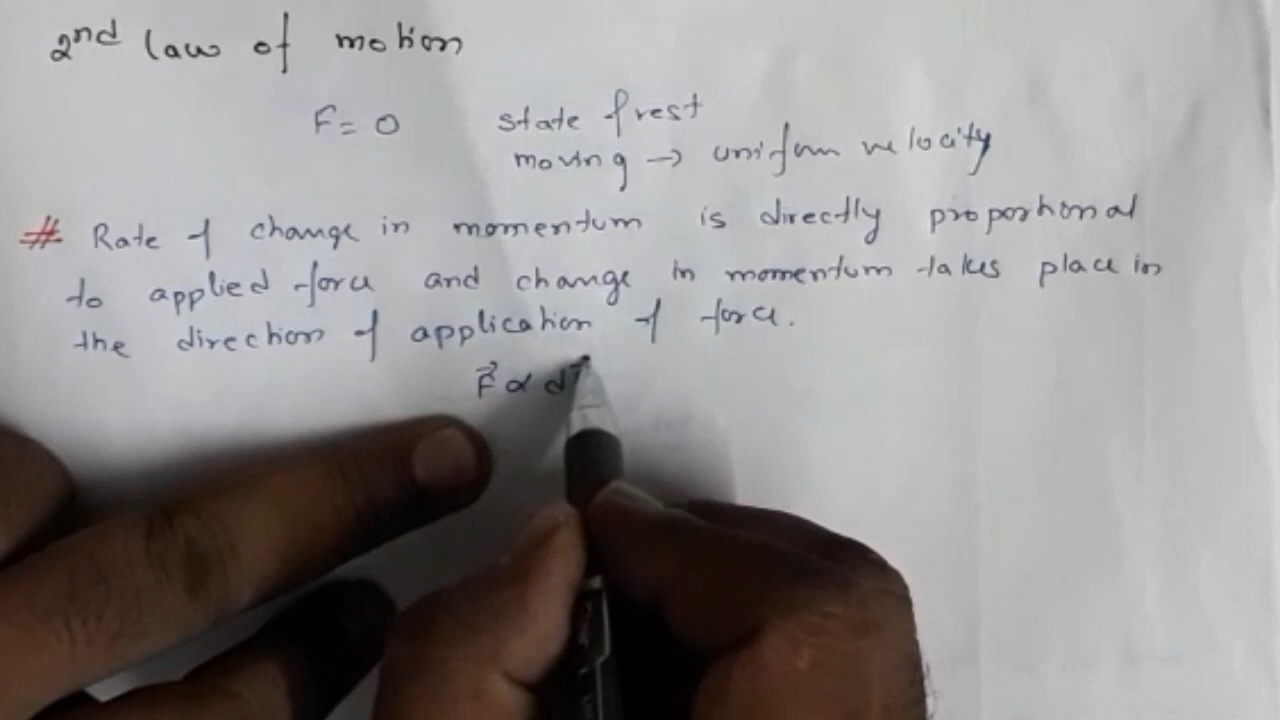 2nd law of motion
F = 0 state of rest
moving → uniform velocity
# Rate of change in momentum is directly proportional
to applied force and change in momentum takes place in
the direction of application of force.
F⃗ ∝ d